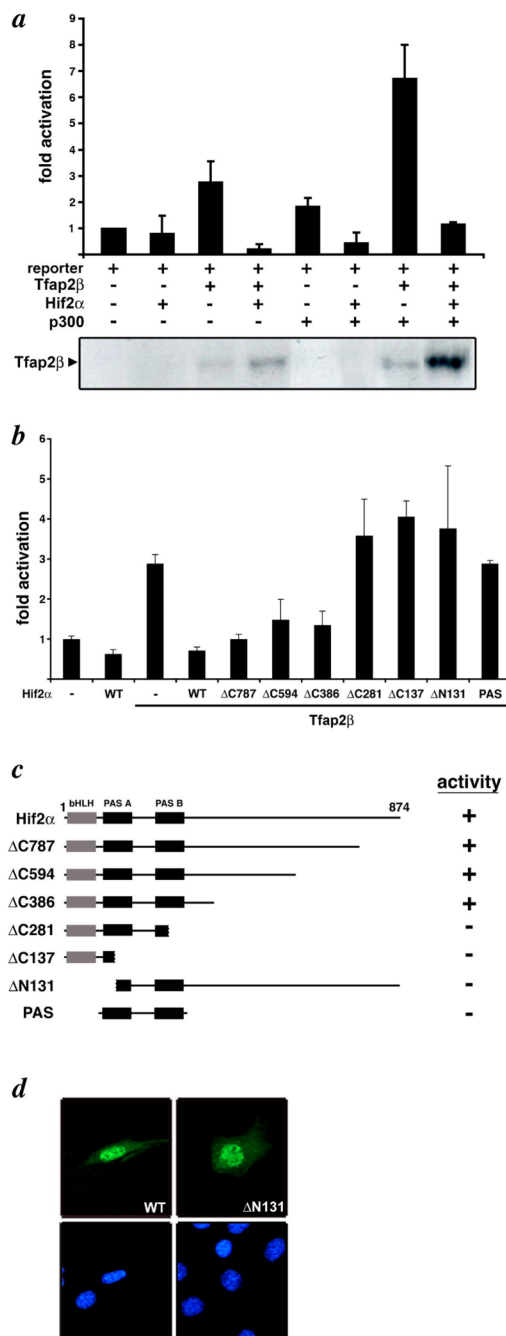 a
9
8
7
6
5
4
3
2
1
fold activation
reporter + + + + + + + +
Tfap2β - - + + - - + +
Hif2α - + - + - + - +
p300 - - - - + + + +
Tfap2β
b
6
5
4
3
2
1
0
fold activation
Hif2α - WT - WT ΔC787 ΔC594 ΔC386 ΔC281 ΔC137 ΔN131 PAS
Tfap2β
c
activity
1 bHLH PAS A PAS B 874
Hif2α +
ΔC787 +
ΔC594 +
ΔC386 +
ΔC281 -
ΔC137 -
ΔN131 -
PAS -
d
WT ΔN131